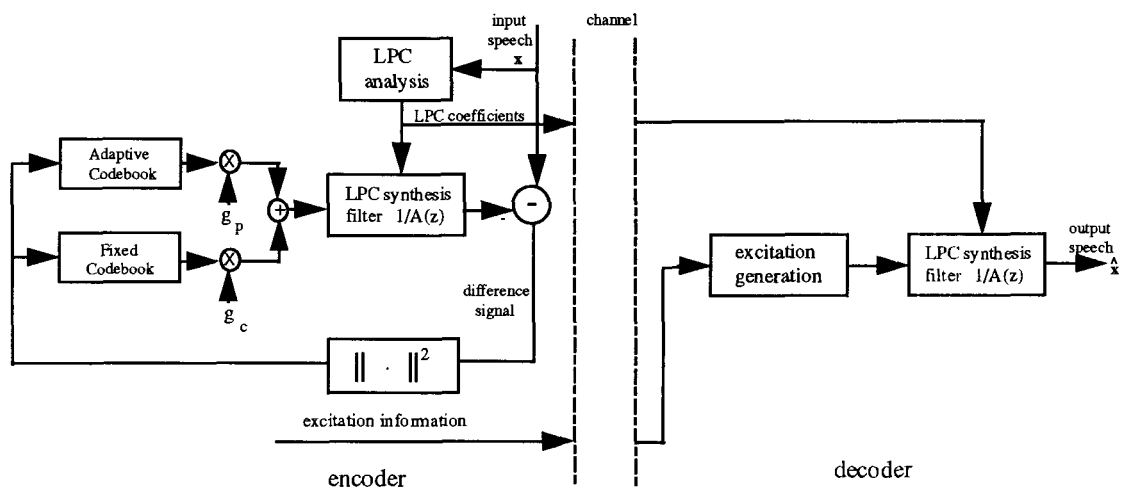 input
speech
x
channel
LPC
analysis
LPC coefficients
Adaptive
Codebook
X
g p
+
LPC synthesis
filter 1/A(z)
-
-
Fixed
Codebook
X
g c
difference
signal
|| · ||²
excitation information
encoder
excitation
generation
LPC synthesis
filter 1/A(z)
output
speech
x̂
decoder